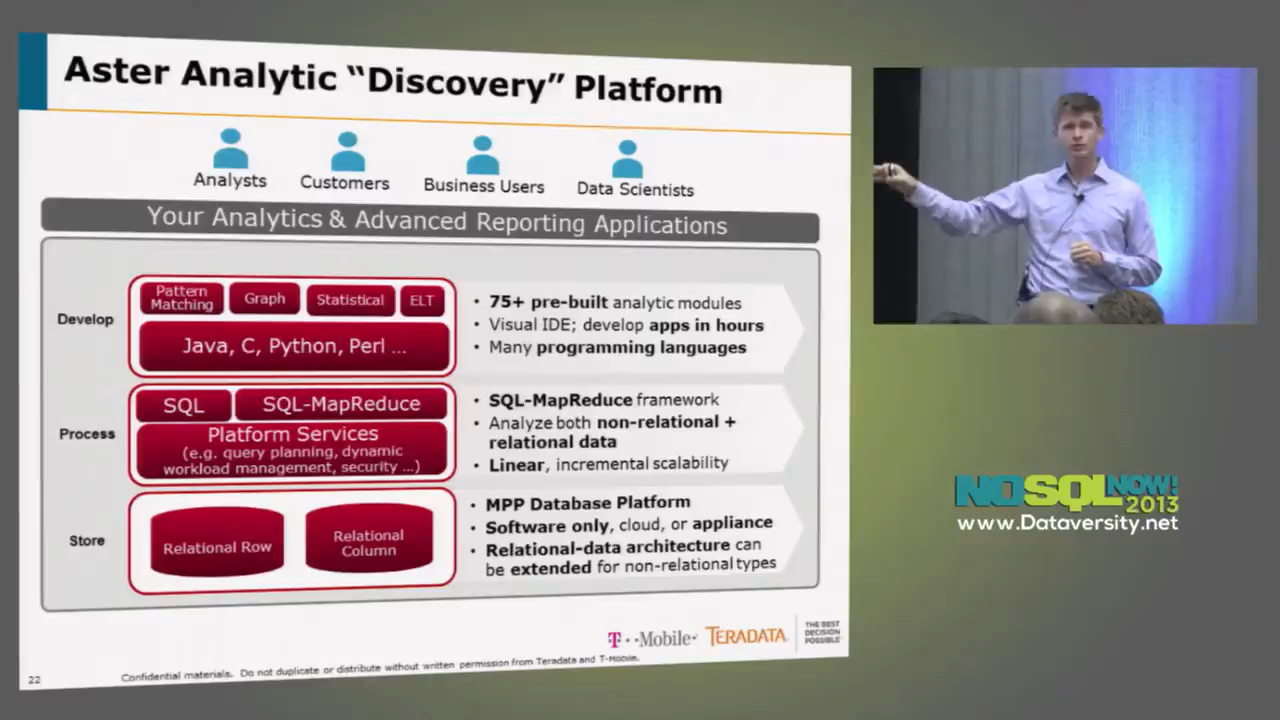 Aster Analytic “Discovery” Platform
Analysts
Customers
Business Users
Data Scientists
Your Analytics & Advanced Reporting Applications
Develop
Pattern
Matching
Graph
Statistical
ELT
Java, C, Python, Perl ...
• 75+ pre-built analytic modules
• Visual IDE; develop apps in hours
• Many programming languages
Process
SQL
SQL-MapReduce
Platform Services
(e.g. query planning, dynamic
workload management, security ...)
• SQL-MapReduce framework
• Analyze both non-relational +
relational data
• Linear, incremental scalability
Store
Relational Row
Relational
Column
• MPP Database Platform
• Software only, cloud, or appliance
• Relational-data architecture can
be extended for non-relational types
T··Mobile·
TERADATA
THE BEST
DECISION
POSSIBLE
22
Confidential materials. Do not duplicate or distribute without written permission from Teradata and T-Mobile.
NOSQL NOW!
2013
www.Dataversity.net